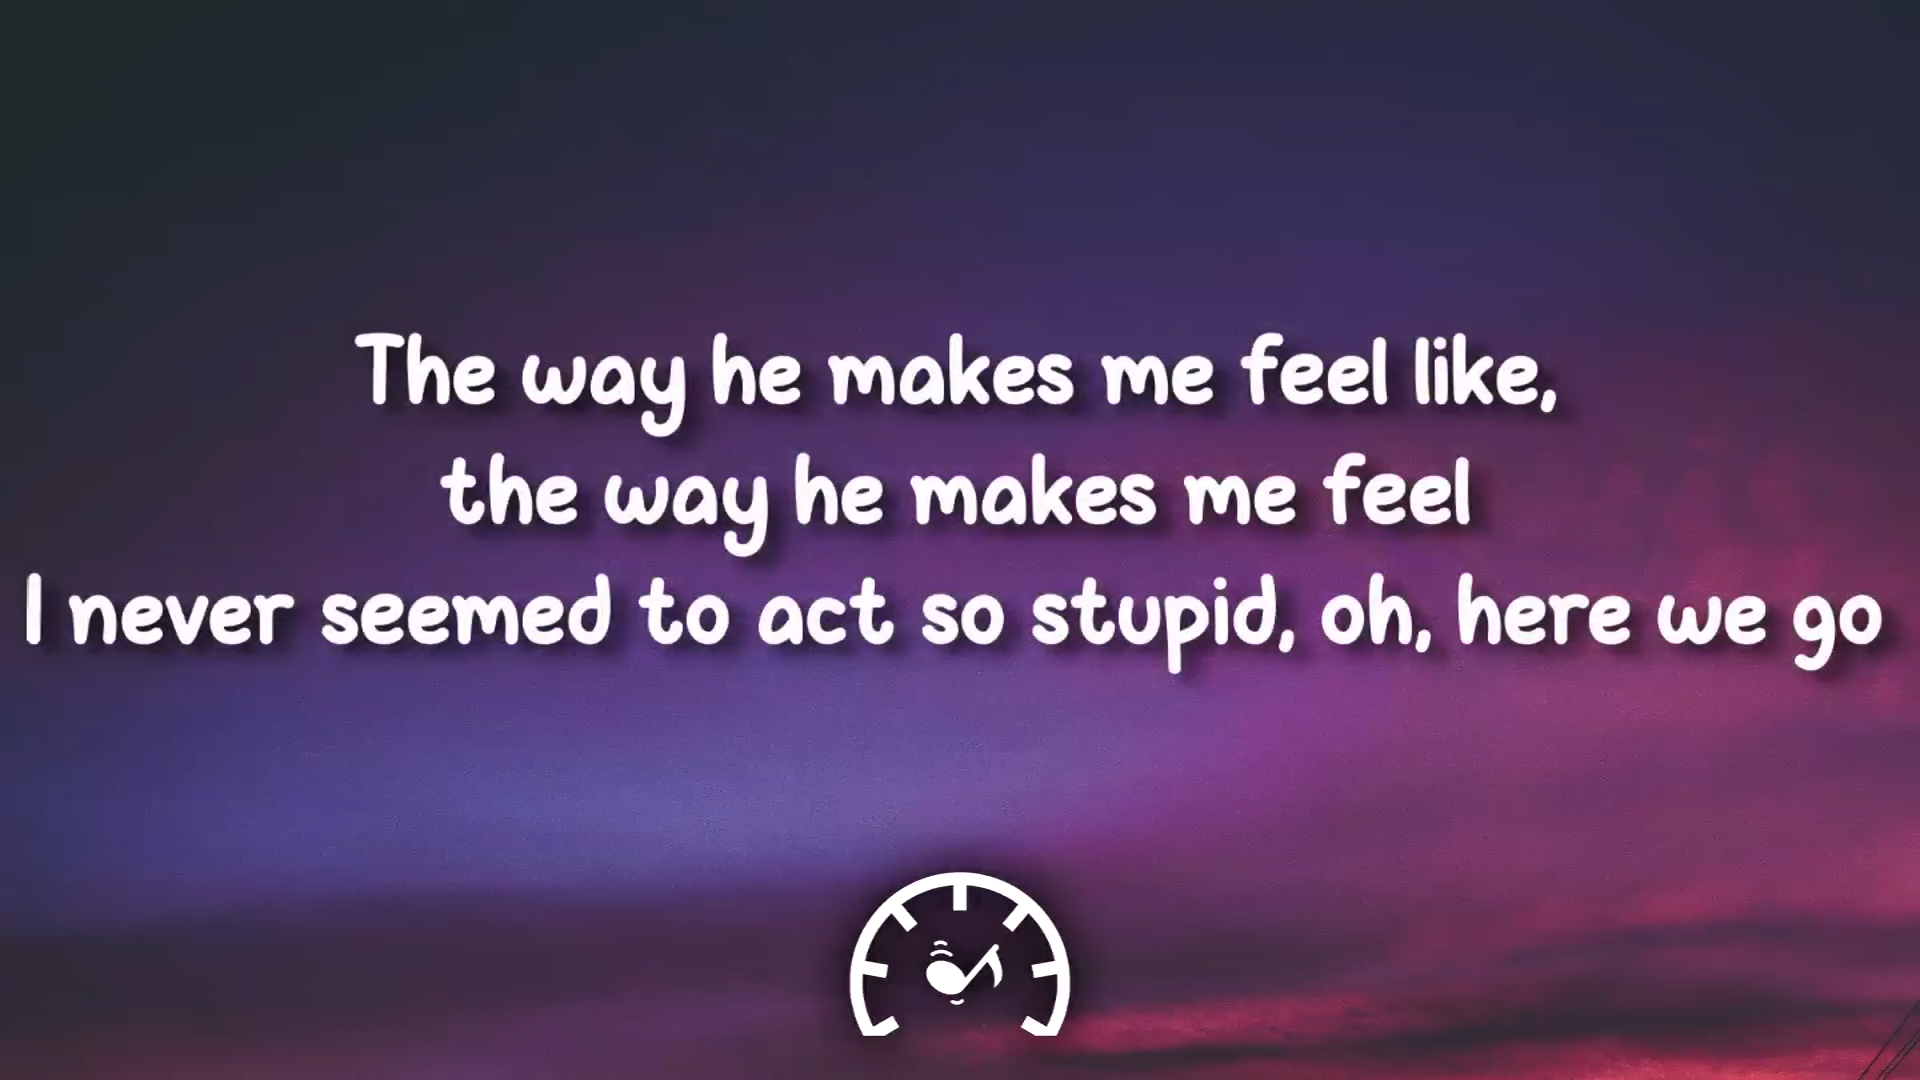 The way he makes me feel like,
the way he makes me feel
I never seemed to act so stupid, oh, here we go